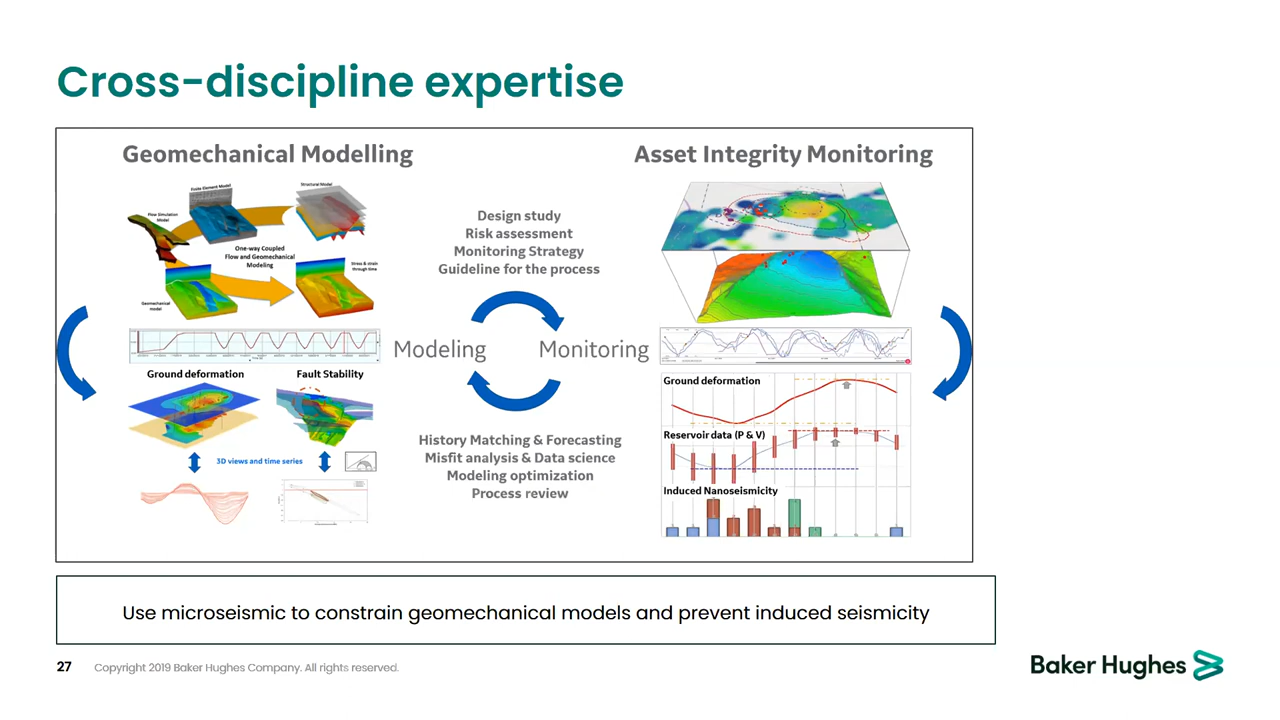 Cross-discipline expertise
Geomechanical Modelling
Asset Integrity Monitoring
Finite Element Model
Structural Model
Flow Simulation
Model
One-way Coupled
Flow and Geomechanical
Modeling
Stress & strain
through time
Geomechanical
model
Design study
Risk assessment
Monitoring Strategy
Guideline for the process
Modeling
Monitoring
Ground deformation
Fault Stability
3D views and time series
History Matching & Forecasting
Misfit analysis & Data science
Modeling optimization
Process review
Ground deformation
Reservoir data (P & V)
Induced Nanoseismicity
Use microseismic to constrain geomechanical models and prevent induced seismicity
27
Copyright 2019 Baker Hughes Company. All rights reserved.
Baker Hughes